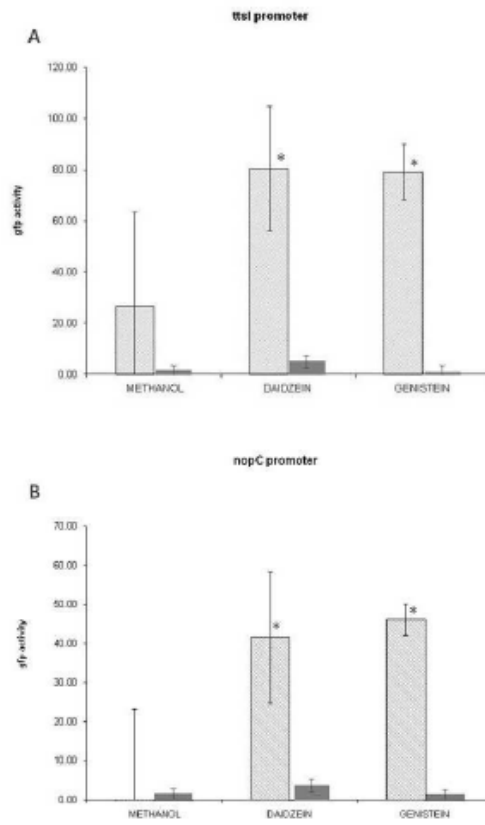 ttsI promoter
A
120.00
100.00
80.00
60.00
40.00
20.00
0.00
gfp activity
*
*
METHANOL DAIDZEIN GENISTEIN
nopC promoter
B
70.00
60.00
50.00
40.00
30.00
20.00
10.00
0.00
gfp activity
*
*
METHANOL DAIDZEIN GENISTEIN